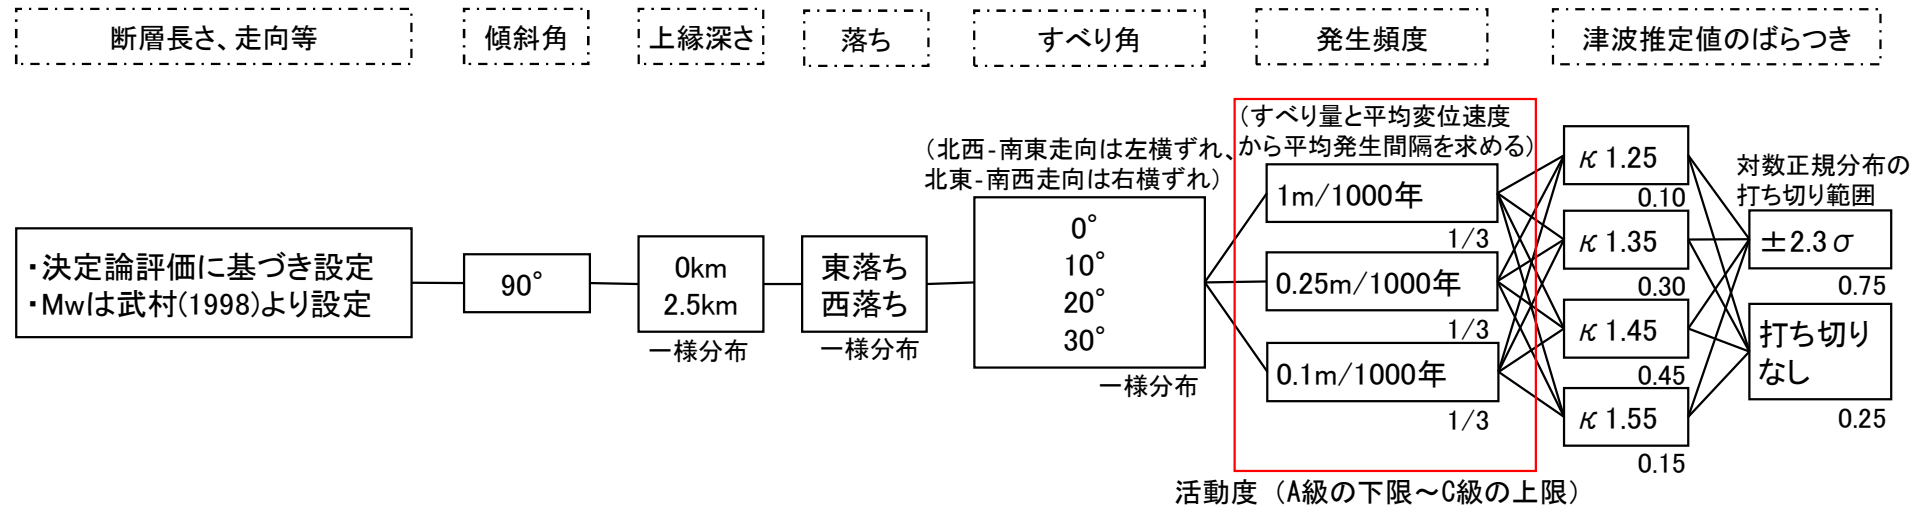 断層長さ、走向等
傾斜角
上縁深さ
落ち
すべり角
発生頻度
津波推定値のばらつき
・決定論評価に基づき設定
・Mwは武村(1998)より設定
90°
0km
2.5km
一様分布
東落ち
西落ち
一様分布
(北西-南東走向は左横ずれ、
北東-南西走向は右横ずれ)
0°
10°
20°
30°
一様分布
(すべり量と平均変位速度
から平均発生間隔を求める)
1m/1000年
1/3
0.25m/1000年
1/3
0.1m/1000年
1/3
活動度 (A級の下限～C級の上限)
κ1.25
0.10
κ1.35
0.30
κ1.45
0.45
κ1.55
0.15
対数正規分布の
打ち切り範囲
±2.3σ
0.75
打ち切り
なし
0.25